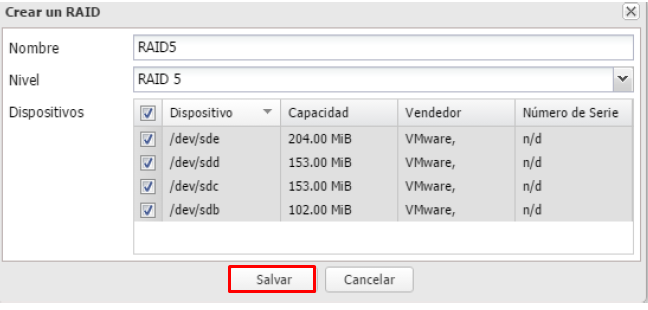 Crear un RAID
Nombre RAID5
Nivel RAID 5
Dispositivos Dispositivo Capacidad Vendedor Número de Serie
/dev/sde 204.00 MiB VMware, n/d
/dev/sdd 153.00 MiB VMware, n/d
/dev/sdc 153.00 MiB VMware, n/d
/dev/sdb 102.00 MiB VMware, n/d
Salvar Cancelar